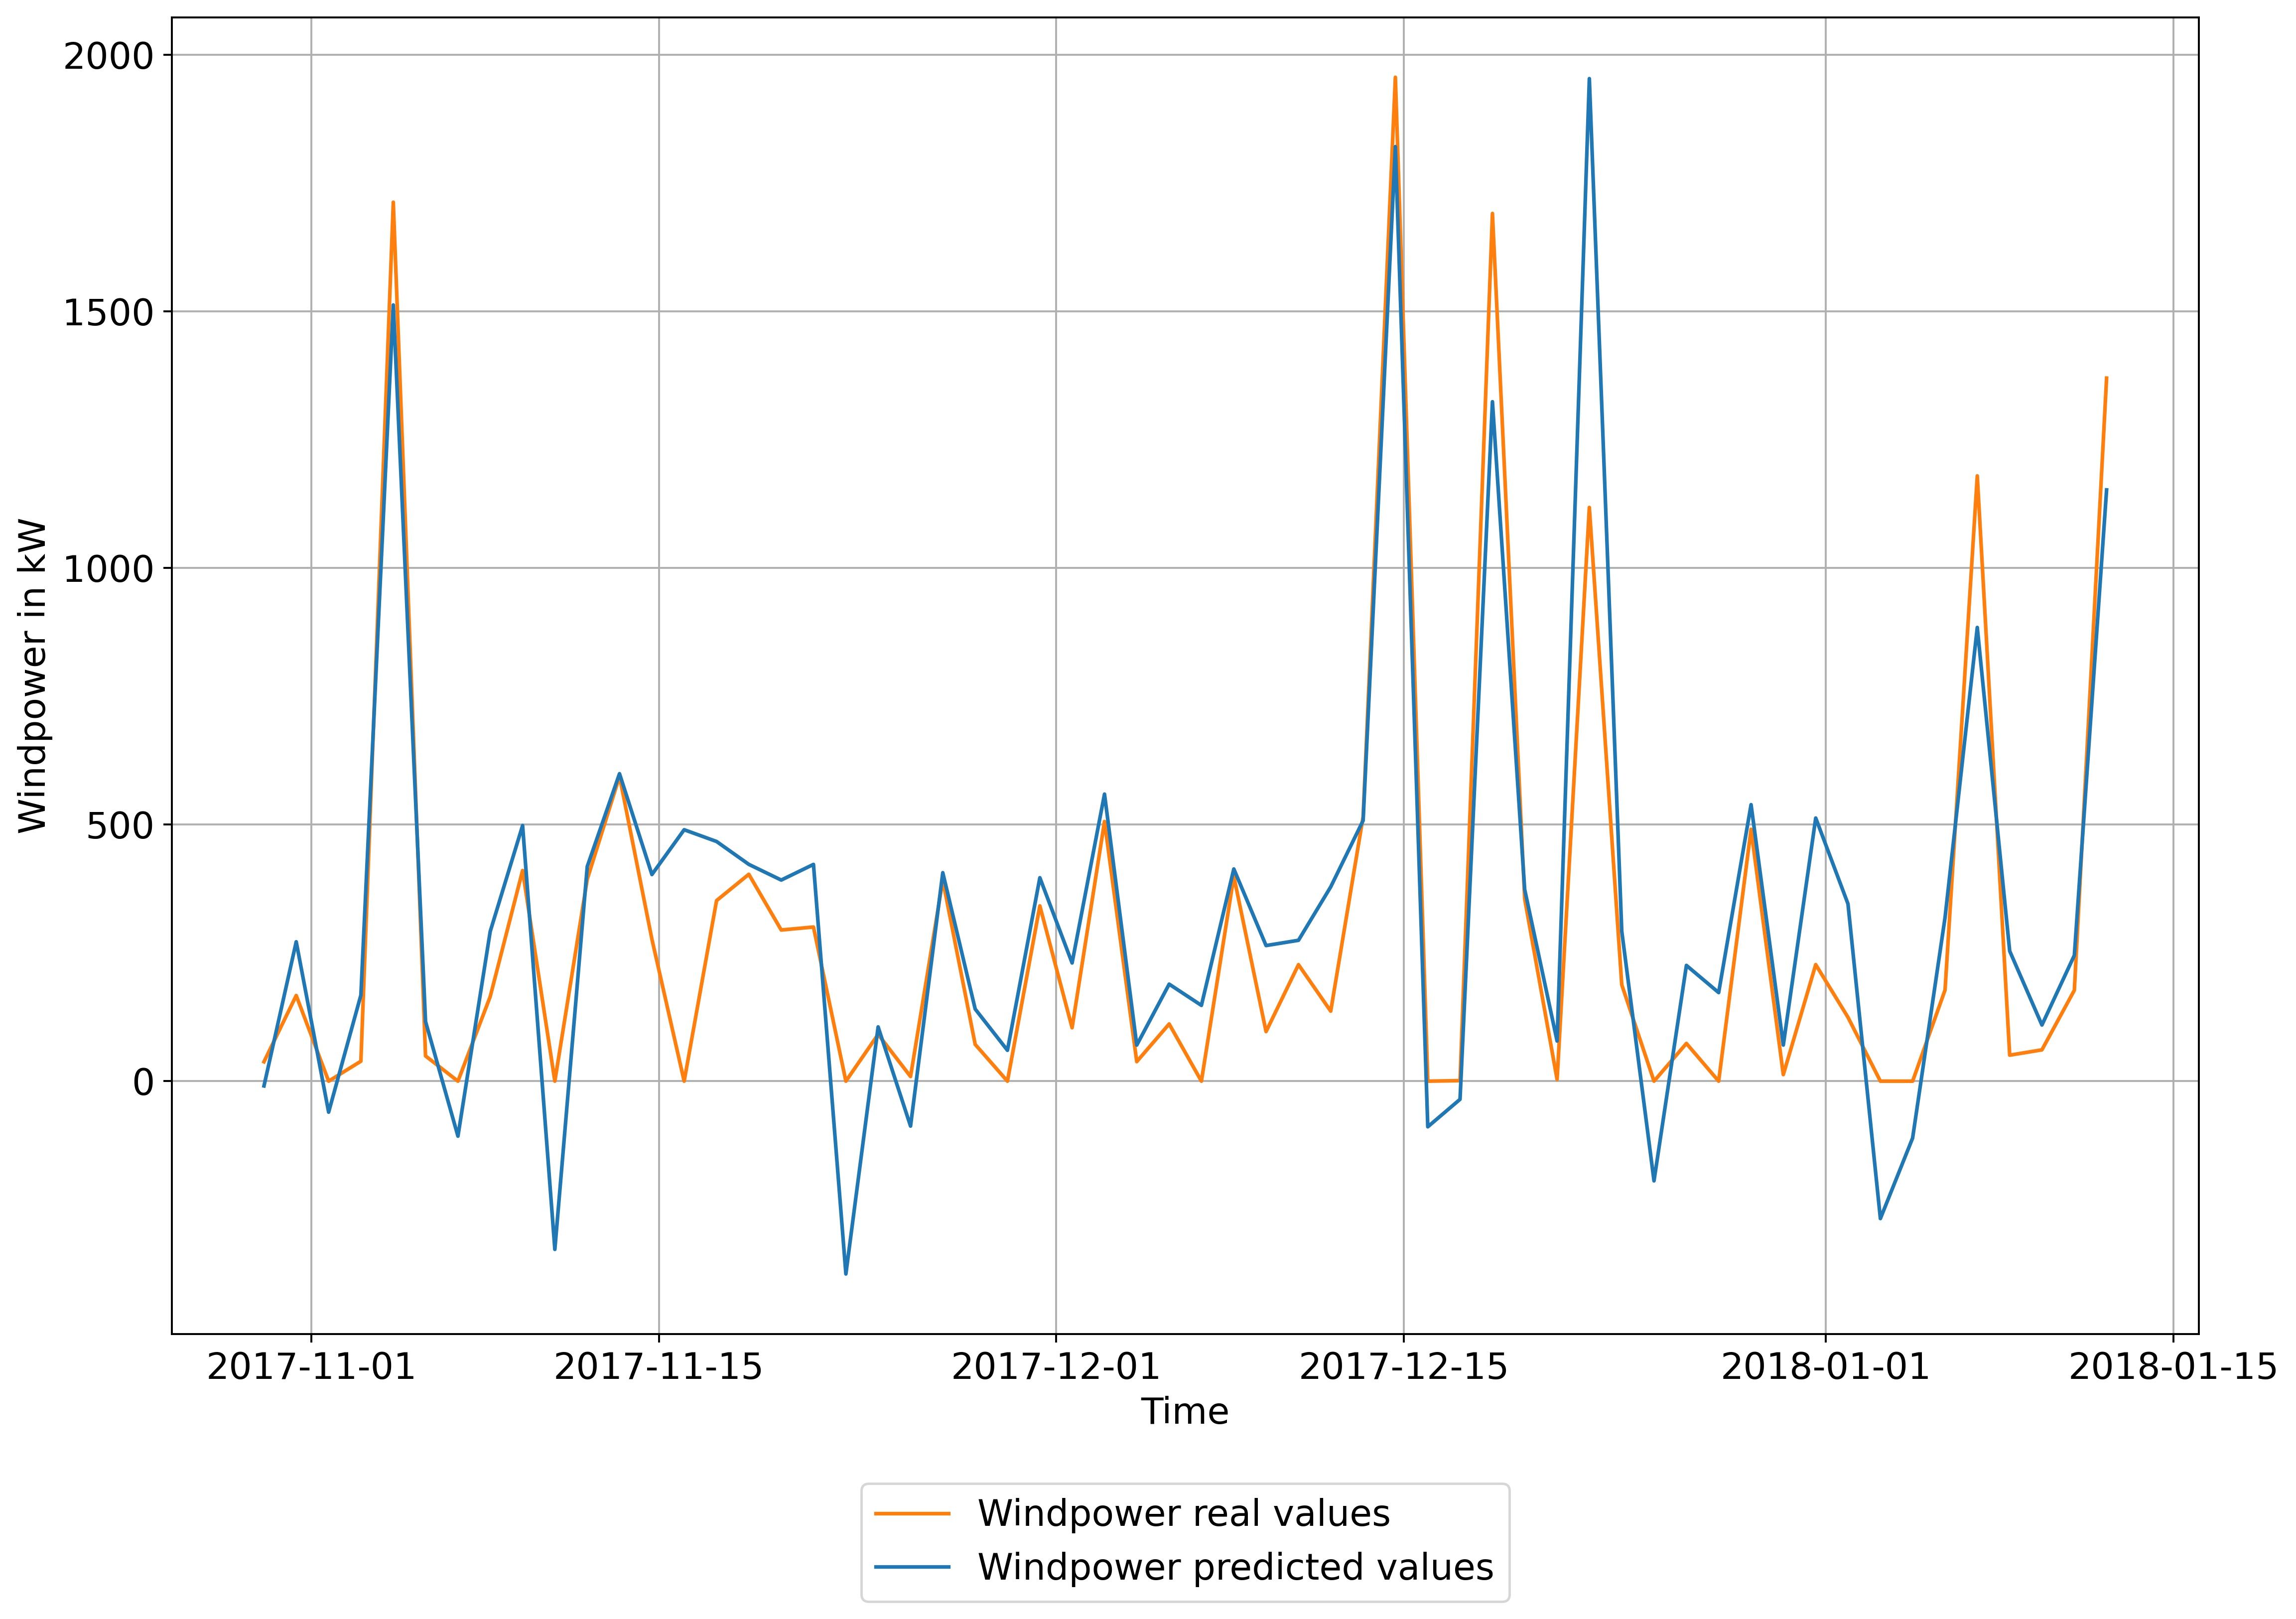 2000
1500
1000
500
0
Windpower in kW
2017-11-01 2017-11-15 2017-12-01 2017-12-15 2018-01-01 2018-01-15
Time
Windpower real values
Windpower predicted values